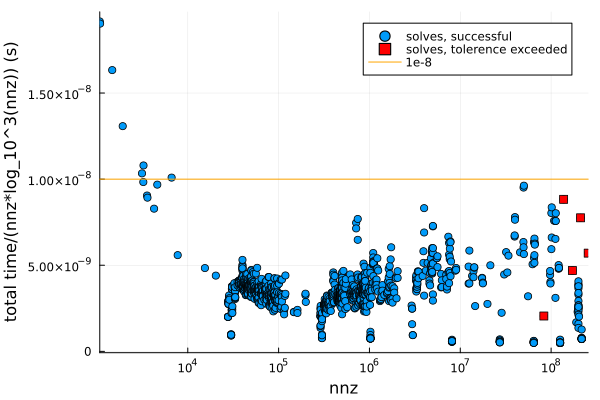 solves, successful
solves, tolerence exceeded
1e-8
total time/(nnz*log_10^3(nnz)) (s)
1.50×10⁻⁸
1.00×10⁻⁸
5.00×10⁻⁹
0
10⁴ 10⁵ 10⁶ 10⁷ 10⁸
nnz